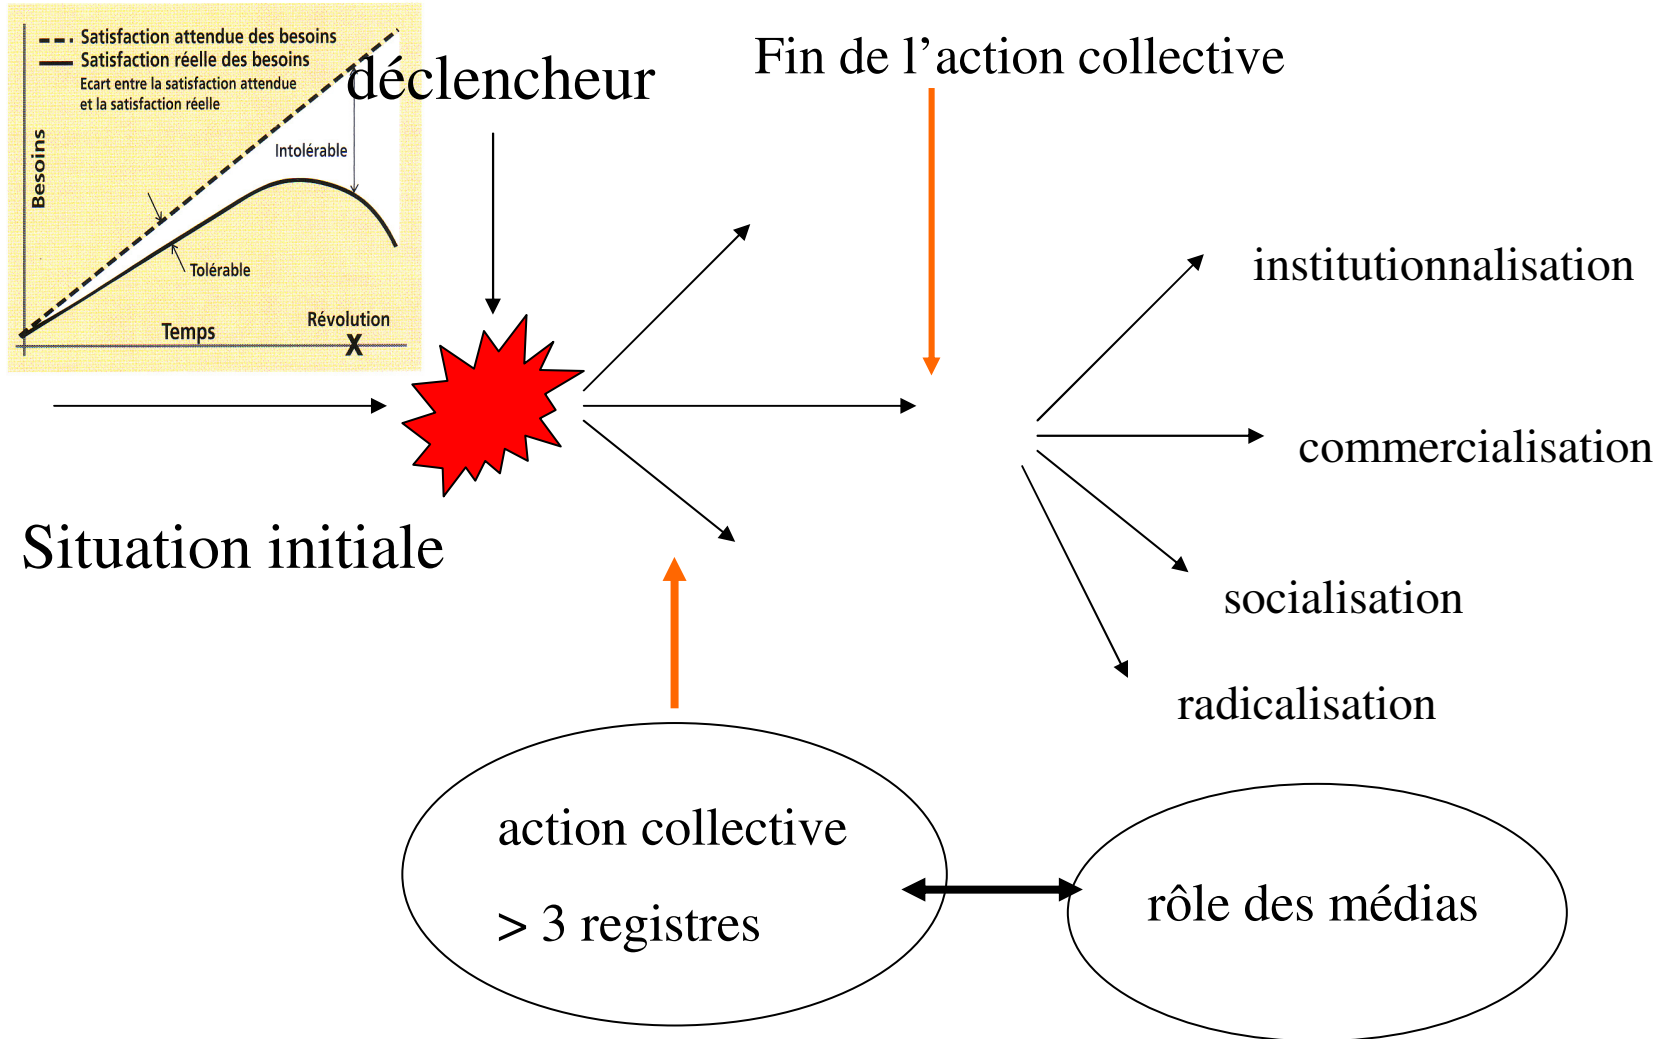 Satisfaction attendue des besoins
Satisfaction réelle des besoins
Ecart entre la satisfaction attendue
et la satisfaction réelle
Besoins
Intolérable
Tolérable
Révolution
Temps
X
déclencheur
Fin de l’action collective
institutionnalisation
commercialisation
Situation initiale
socialisation
radicalisation
action collective
> 3 registres
rôle des médias